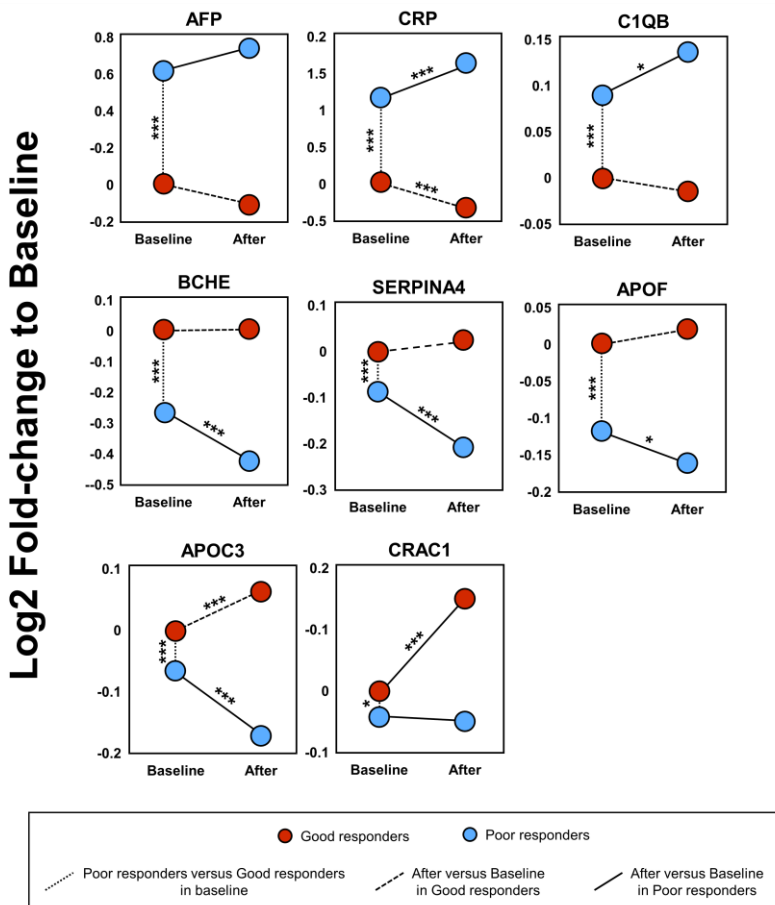 Log2 Fold-change to Baseline
AFP
0.8
0.6
0.4
-0.2
0
-0.2
Baseline After
***
CRP
0.2
1.5
1
0.5
0
-0.5
Baseline After
***
***
***
C1QB
0.15
0.1
0.05
0
-0.05
Baseline After
*
***
BCHE
0.1
0
-0.1
-0.2
-0.3
-0.4
--0.5
Baseline After
***
***
SERPINA4
-0.1
0
-0.1
-0.2
-0.3
Baseline After
***
***
APOF
0.05
0
-0.05
-0.1
-0.15
-0.2
Baseline After
***
*
APOC3
0.1
0
-0.1
-0.2
Baseline After
***
***
***
CRAC1
0.2
-0.1
0
-0.1
Baseline After
***
*
Good responders Poor responders
Poor responders versus Good responders
in baseline
After versus Baseline
in Good responders
After versus Baseline
in Poor responders